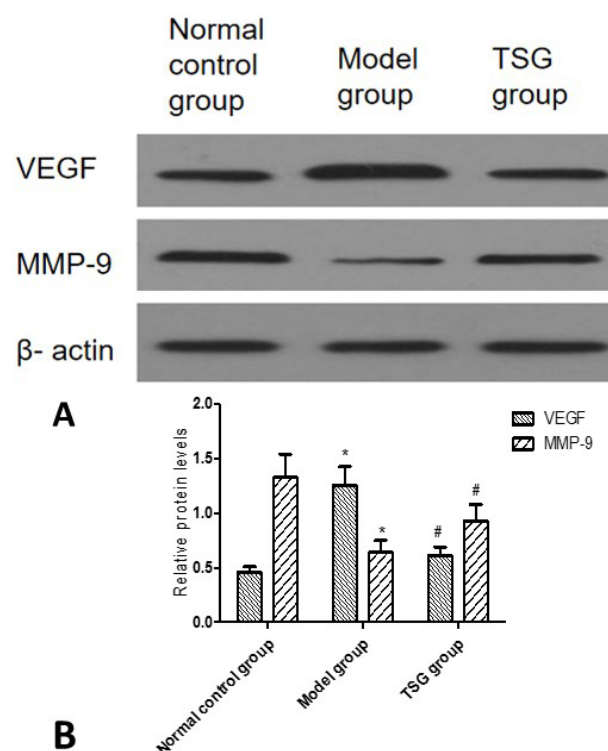 Normal
control
group
Model
group
TSG
group
VEGF
MMP-9
β- actin
A
2.0
1.5
1.0
0.5
0.0
Relative protein levels
VEGF
MMP-9
*
*
#
#
Normal control group
Model group
TSG group
B